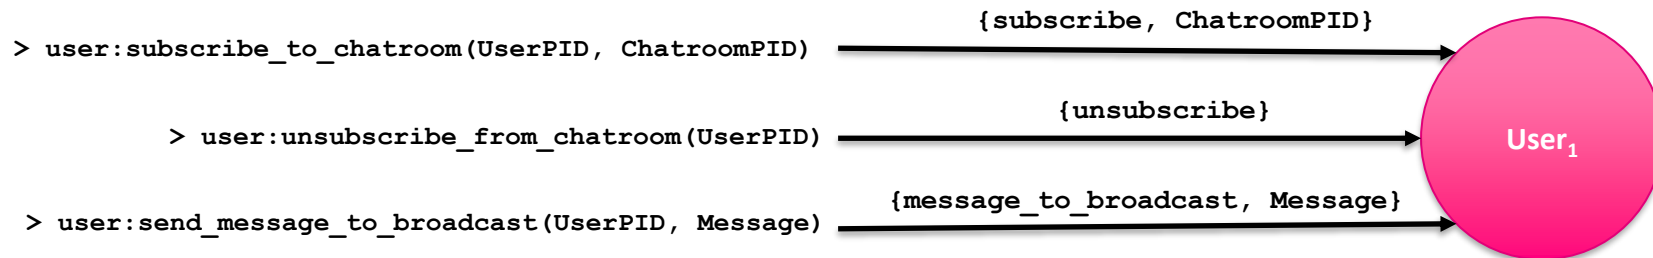 > user:subscribe_to_chatroom(UserPID, ChatroomPID)
{subscribe, ChatroomPID}
> user:unsubscribe_from_chatroom(UserPID)
{unsubscribe}
> user:send_message_to_broadcast(UserPID, Message)
{message_to_broadcast, Message}
User1